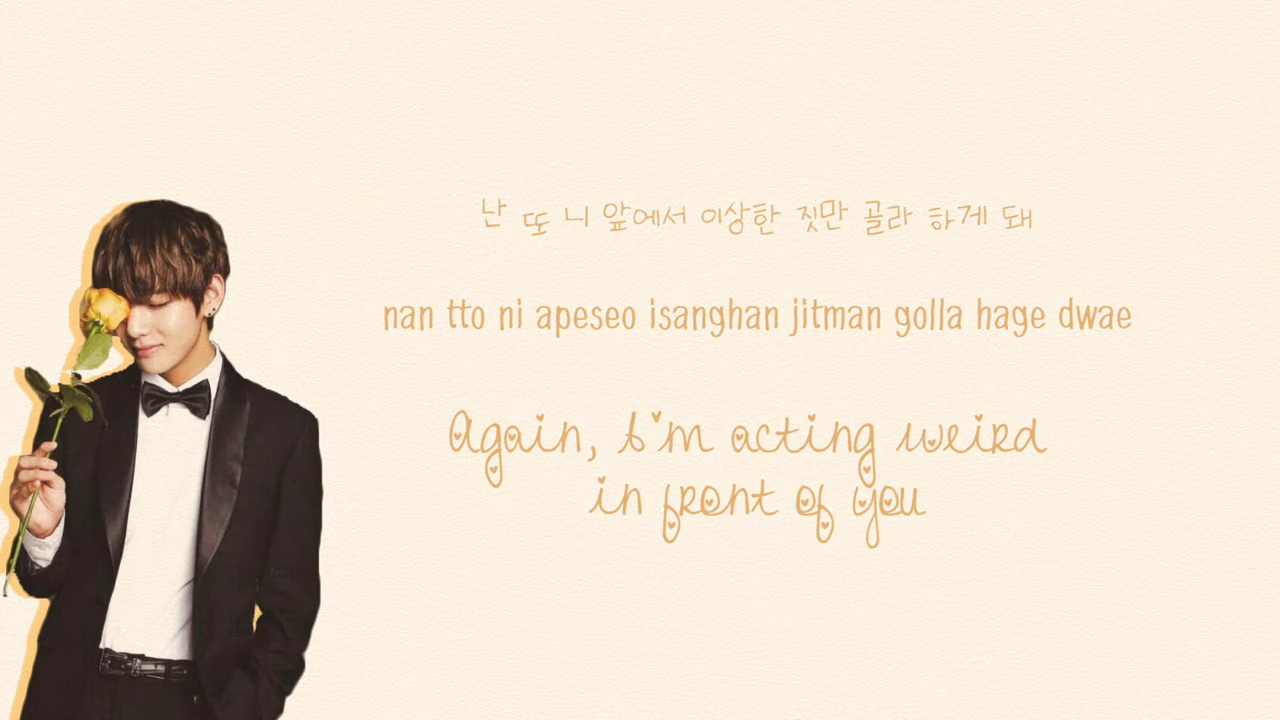 난 또 니 앞에서 이상한 짓만 골라 하게 돼
nan tto ni apeseo isanghan jitman golla hage dwae
Again, I'm acting weird
in front of you